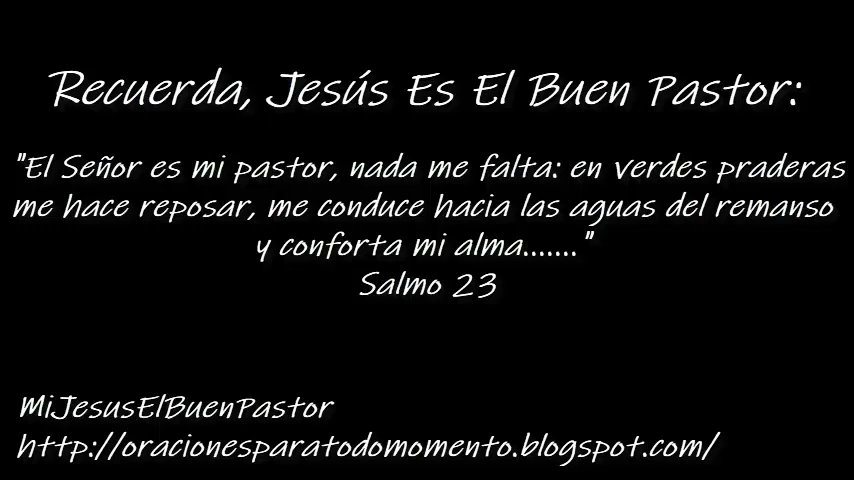 Recuerda, Jesús Es El Buen Pastor:
"El Señor es mi pastor, nada me falta: en verdes praderas
me hace reposar, me conduce hacia las aguas del remanso
y conforta mi alma......."
Salmo 23
MiJesusElBuenPastor
http://oracionesparatodomomento.blogspot.com/